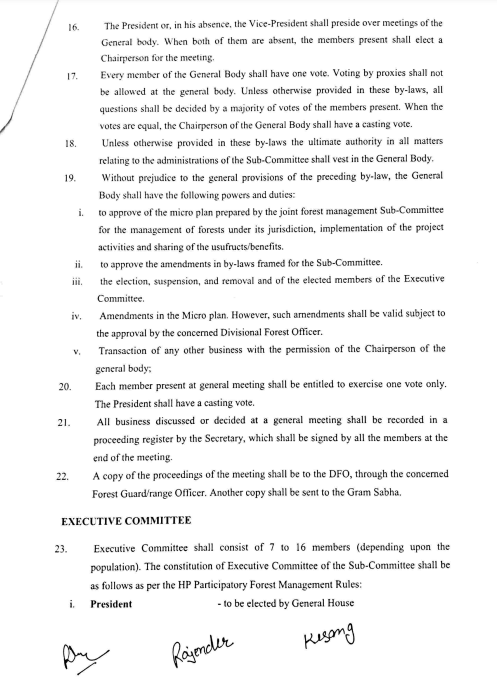 16. The President or, in his absence, the Vice-President shall preside over meetings of the
General body. When both of them are absent, the members present shall elect a
Chairperson for the meeting.
17. Every member of the General Body shall have one vote. Voting by proxies shall not
be allowed at the general body. Unless otherwise provided in these by-laws, all
questions shall be decided by a majority of votes of the members present. When the
votes are equal, the Chairperson of the General Body shall have a casting vote.
18. Unless otherwise provided in these by-laws the ultimate authority in all matters
relating to the administrations of the Sub-Committee shall vest in the General Body.
19. Without prejudice to the general provisions of the preceding by-law, the General
Body shall have the following powers and duties:
i. to approve of the micro plan prepared by the joint forest management Sub-Committee
for the management of forests under its jurisdiction, implementation of the project
activities and sharing of the usufructs/benefits.
ii. to approve the amendments in by-laws framed for the Sub-Committee.
iii. the election, suspension, and removal and of the elected members of the Executive
Committee.
iv. Amendments in the Micro plan. However, such amendments shall be valid subject to
the approval by the concerned Divisional Forest Officer.
v. Transaction of any other business with the permission of the Chairperson of the
general body;
20. Each member present at general meeting shall be entitled to exercise one vote only.
The President shall have a casting vote.
21. All business discussed or decided at a general meeting shall be recorded in a
proceeding register by the Secretary, which shall be signed by all the members at the
end of the meeting.
22. A copy of the proceedings of the meeting shall be to the DFO, through the concerned
Forest Guard/range Officer. Another copy shall be sent to the Gram Sabha.
EXECUTIVE COMMITTEE
23. Executive Committee shall consist of 7 to 16 members (depending upon the
population). The constitution of Executive Committee of the Sub-Committee shall be
as follows as per the HP Participatory Forest Management Rules:
i. President - to be elected by General House
Rajender Kesang